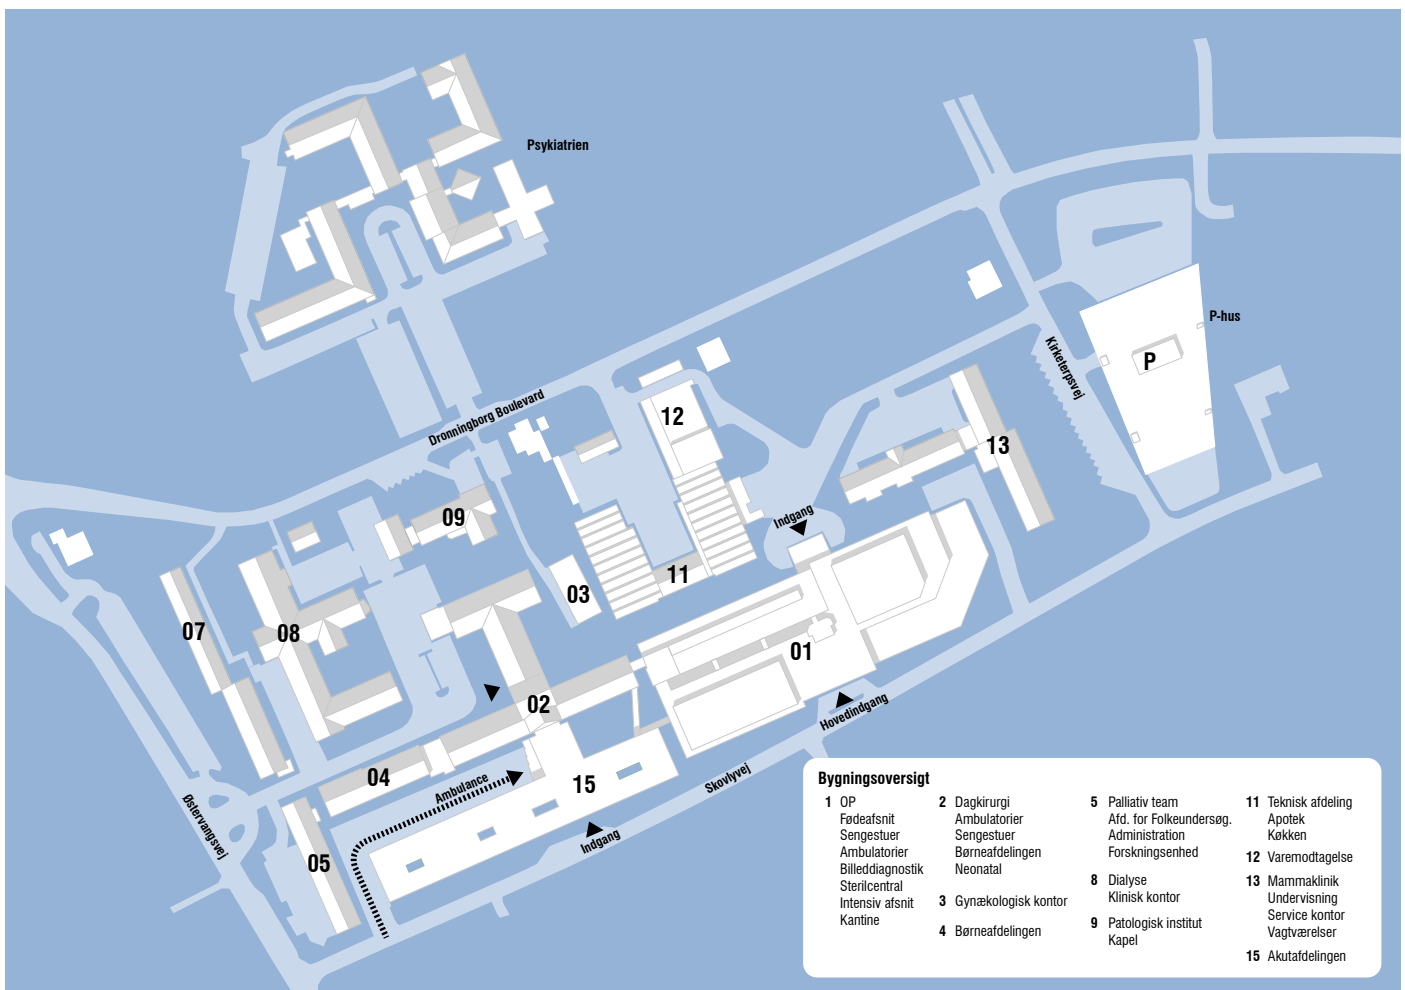 Psykiatrien
P-hus
P
Kirketerpsvej
Dronningborg Boulevard
12
13
09
Indgang
11
03
07
08
01
02
Hovedindgang
04
Ambulance
15
Skovlyvej
Østervangsvej
05
Indgang
Bygningsoversigt
1 OP
Fødeafsnit
Sengestuer
Ambulatorier
Billeddiagnostik
Sterilcentral
Intensiv afsnit
Kantine
2 Dagkirurgi
Ambulatorier
Sengestuer
Børneafdelingen
Neonatal
3 Gynækologisk kontor
4 Børneafdelingen
5 Palliativ team
Afd. for Folkeundersøg.
Administration
Forskningsenhed
8 Dialyse
Klinisk kontor
9 Patologisk institut
Kapel
11 Teknisk afdeling
Apotek
Køkken
12 Varemodtagelse
13 Mammaklinik
Undervisning
Service kontor
Vagtværelser
15 Akutafdelingen